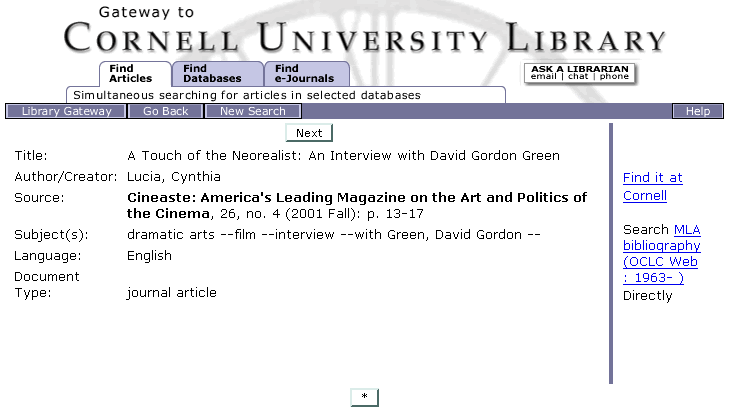 Gateway to
CORNELL UNIVERSITY LIBRARY
Find Articles
Find Databases
Find e-Journals
ASK A LIBRARIAN
email | chat | phone
Simultaneous searching for articles in selected databases
Library Gateway
Go Back
New Search
Help
Next
Title: A Touch of the Neorealist: An Interview with David Gordon Green
Author/Creator: Lucia, Cynthia
Source: Cineaste: America's Leading Magazine on the Art and Politics of
the Cinema, 26, no. 4 (2001 Fall): p. 13-17
Subject(s): dramatic arts --film --interview --with Green, David Gordon --
Language: English
Document
Type: journal article
Find it at
Cornell
Search MLA
bibliography
(OCLC Web
: 1963- )
Directly
*